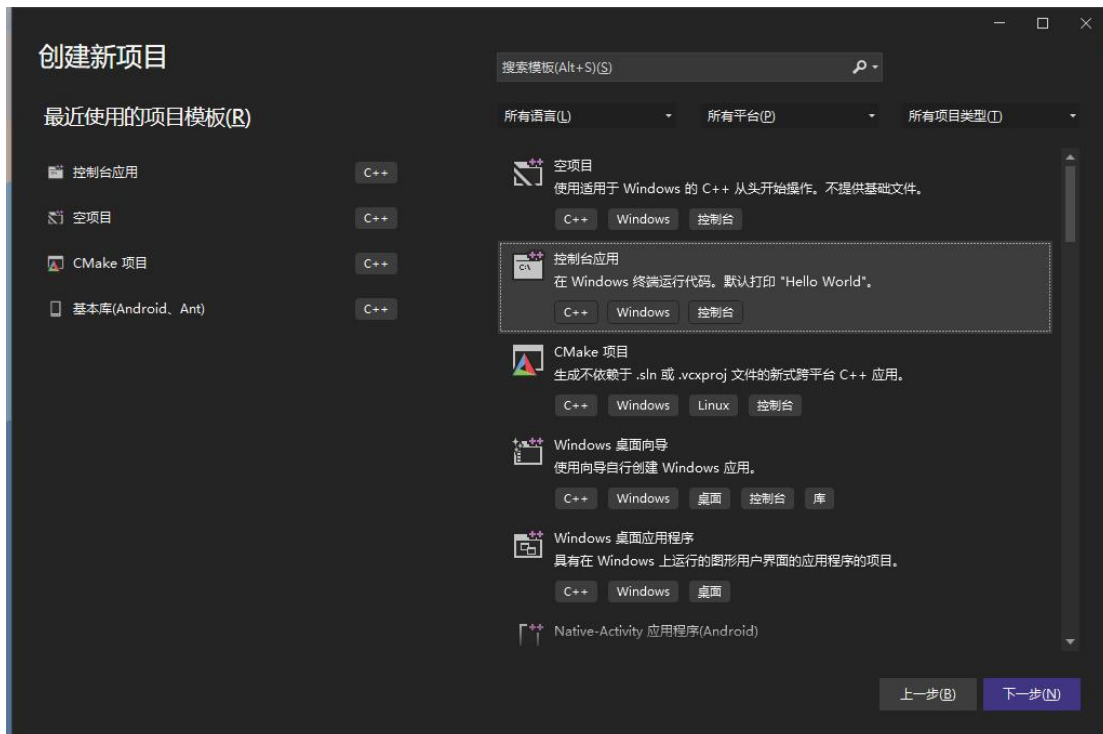 创建新项目
搜索模板(Alt+S)(S)
最近使用的项目模板(R)
所有语言(L) 所有平台(P) 所有项目类型(T)
控制台应用 C++
空项目 C++
CMake 项目 C++
基本库(Android、Ant) C++
空项目
使用适用于 Windows 的 C++ 从头开始操作。不提供基础文件。
C++ Windows 控制台
控制台应用
在 Windows 终端运行代码。默认打印 "Hello World"。
C++ Windows 控制台
CMake 项目
生成不依赖于 .sln 或 .vcxproj 文件的新式跨平台 C++ 应用。
C++ Windows Linux 控制台
Windows 桌面向导
使用向导自行创建 Windows 应用。
C++ Windows 桌面 控制台 库
Windows 桌面应用程序
具有在 Windows 上运行的图形用户界面的应用程序的项目。
C++ Windows 桌面
Native-Activity 应用程序(Android)
上一步(B) 下一步(N)